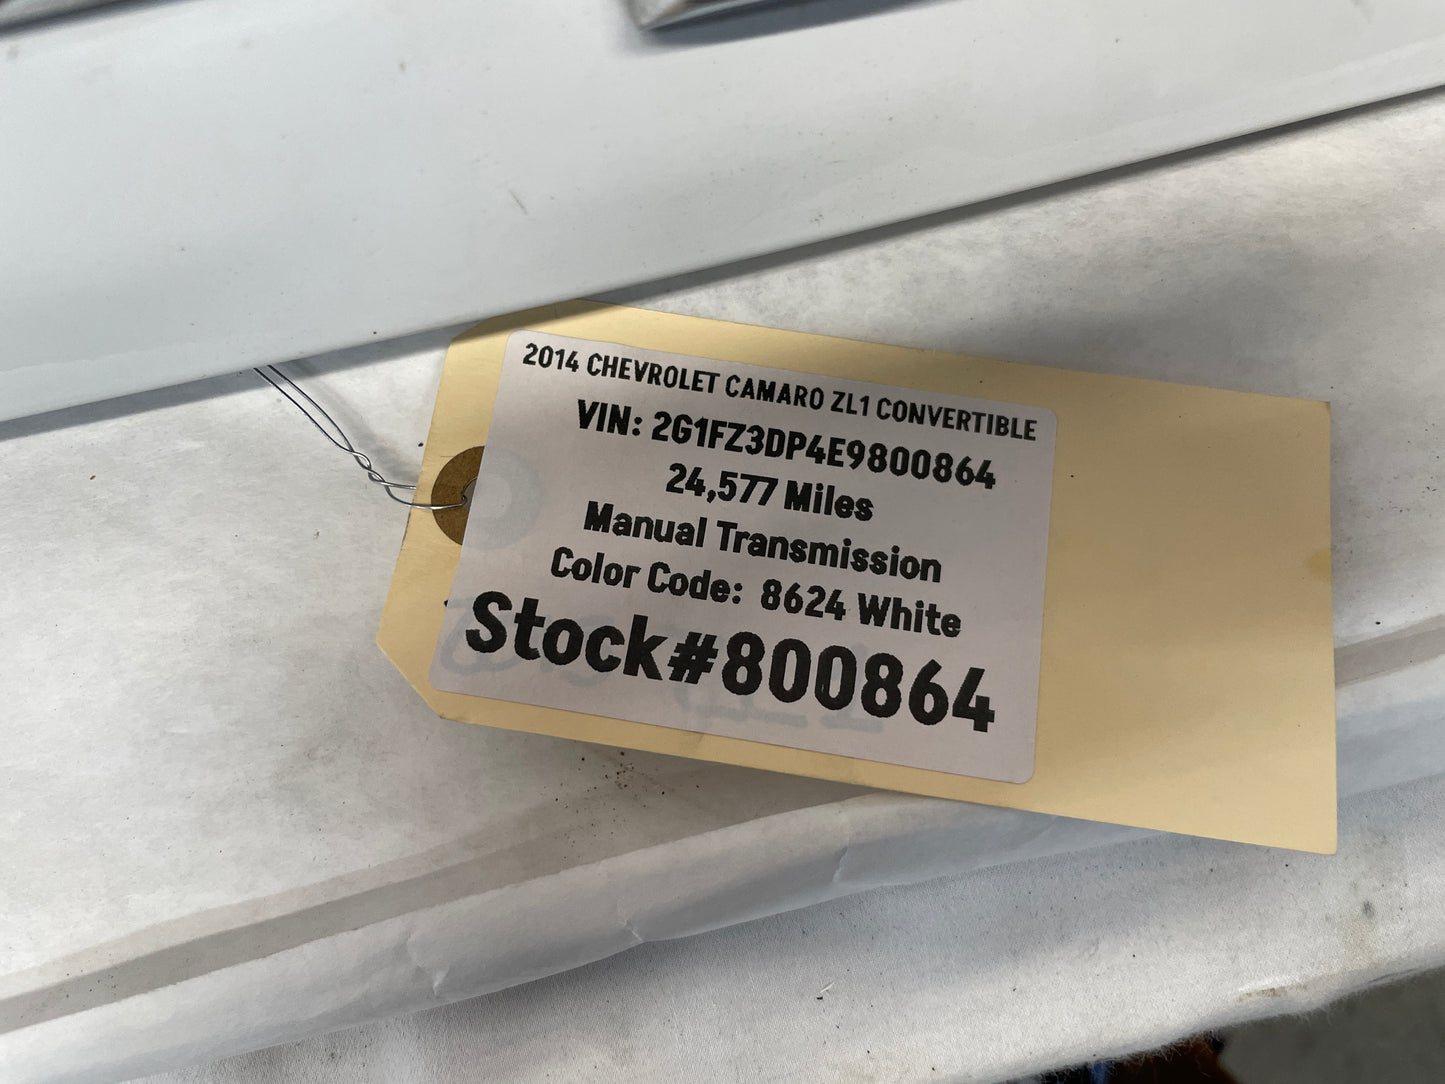 2014 CHEVROLET CAMARO ZL1 CONVERTIBLE
VIN: 2G1FZ3DP4E9800864
24,577 Miles
Manual Transmission
Color Code: 8624 White
Stock#800864